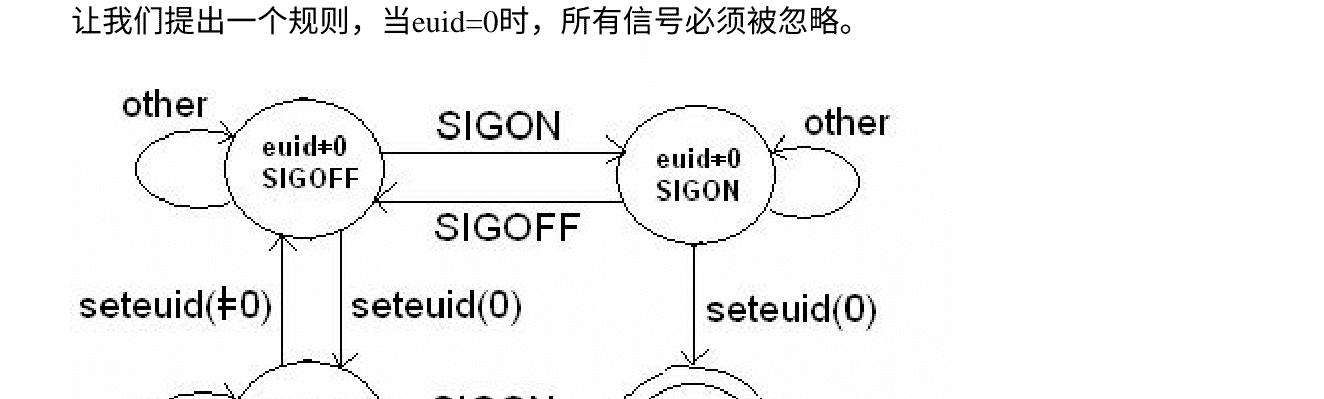 让我们提出一个规则，当euid=0时，所有信号必须被忽略。
other
SIGON
other
euid≠0
SIGOFF
euid≠0
SIGON
SIGOFF
seteuid(≠0)
seteuid(0)
seteuid(0)